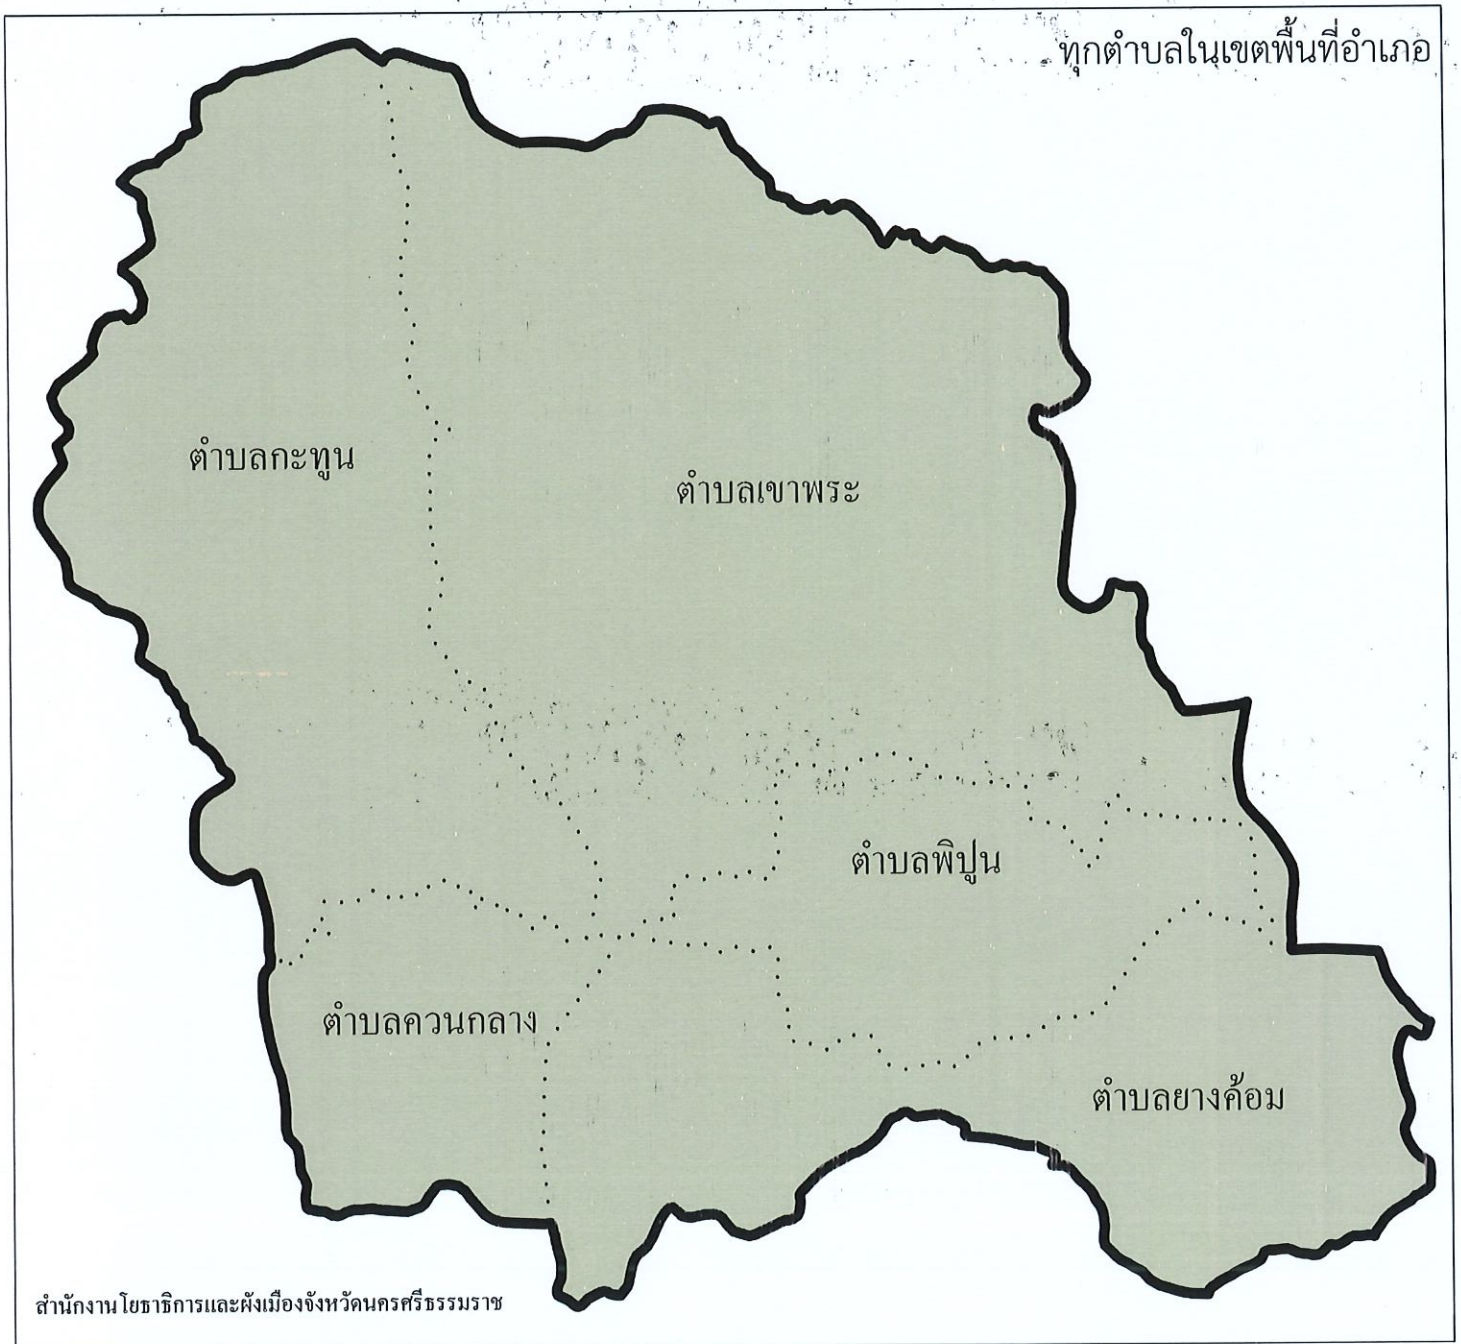 ทุกตำบลในเขตพื้นที่อำเภอ
ตำบลกะทูน
ตำบลเขาพระ
ตำบลพิปูน
ตำบลควนกลาง
ตำบลยางค้อม
สำนักงานโยธาธิการและผังเมืองจังหวัดนครศรีธรรมราช